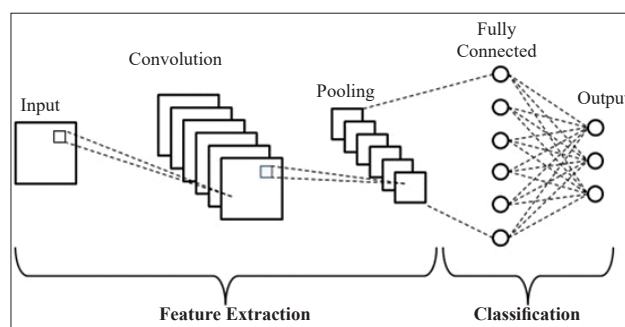 Input
Convolution
Pooling
Fully
Connected
Output
Feature Extraction
Classification